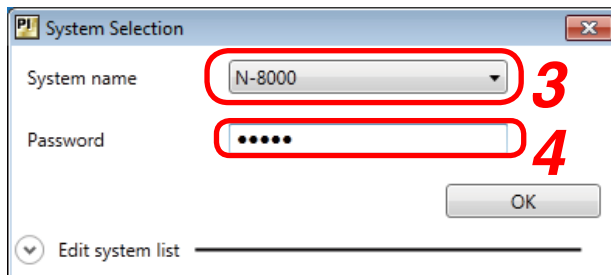 PJ System Selection
System name N-8000 3
Password ••••• 4
OK
Edit system list